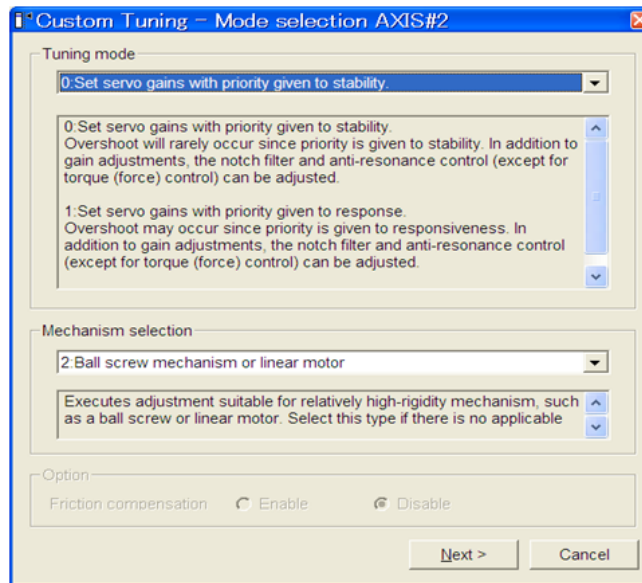 Custom Tuning - Mode selection AXIS#2
Tuning mode
0:Set servo gains with priority given to stability.
0:Set servo gains with priority given to stability.
Overshoot will rarely occur since priority is given to stability. In addition to
gain adjustments, the notch filter and anti-resonance control (except for
torque (force) control) can be adjusted.
1:Set servo gains with priority given to response.
Overshoot may occur since priority is given to responsiveness. In
addition to gain adjustments, the notch filter and anti-resonance control
(except for torque (force) control) can be adjusted.
Mechanism selection
2:Ball screw mechanism or linear motor
Executes adjustment suitable for relatively high-rigidity mechanism, such
as a ball screw or linear motor. Select this type if there is no applicable
Option
Friction compensation Enable Disable
Next > Cancel